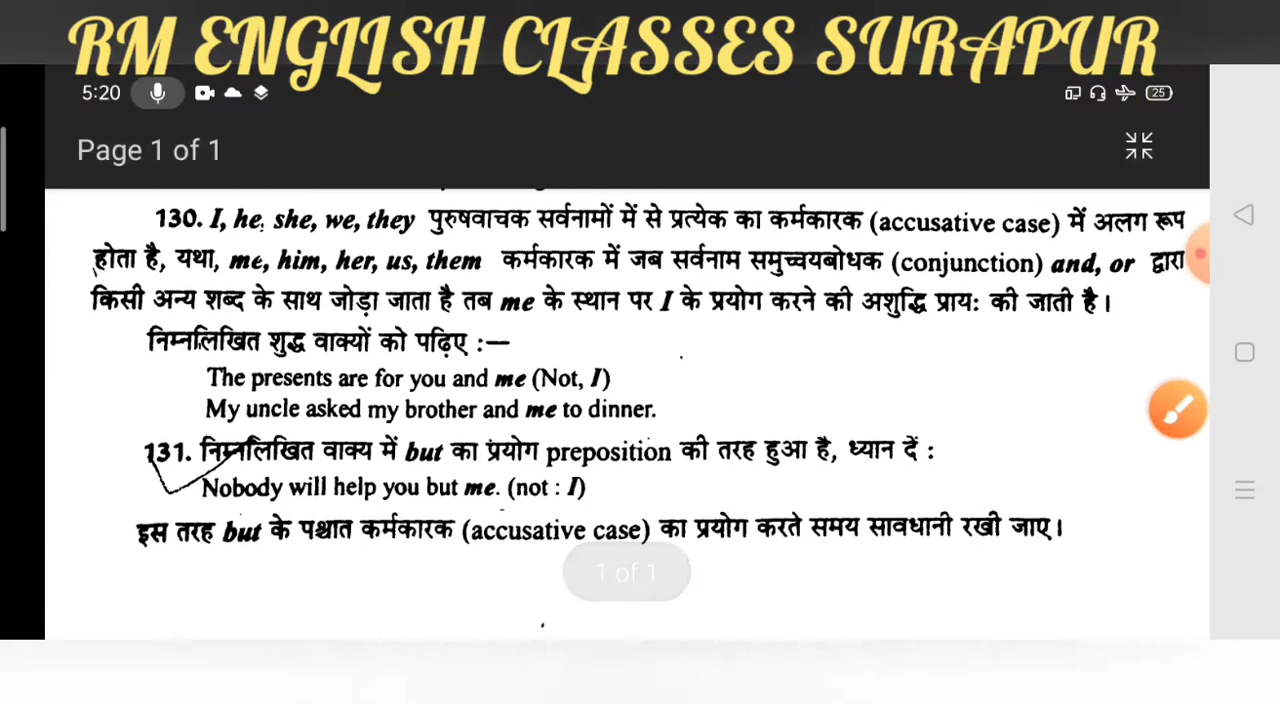 RM ENGLISH CLASSES SURAPUR
5:20
25
Page 1 of 1
130. I, he, she, we, they पुरुषवाचक सर्वनामों में से प्रत्येक का कर्मकारक (accusative case) में अलग रूप
होता है, यथा, me, him, her, us, them कर्मकारक में जब सर्वनाम समुच्चयबोधक (conjunction) and, or द्वारा
किसी अन्य शब्द के साथ जोड़ा जाता है तब me के स्थान पर I के प्रयोग करने की अशुद्धि प्राय: की जाती है।
निम्नलिखित शुद्ध वाक्यों को पढ़िए :—
The presents are for you and me (Not, I)
My uncle asked my brother and me to dinner.
131. निम्नलिखित वाक्य में but का प्रयोग preposition की तरह हुआ है, ध्यान दें :
Nobody will help you but me. (not : I)
इस तरह but के पश्चात कर्मकारक (accusative case) का प्रयोग करते समय सावधानी रखी जाए।
1 of 1